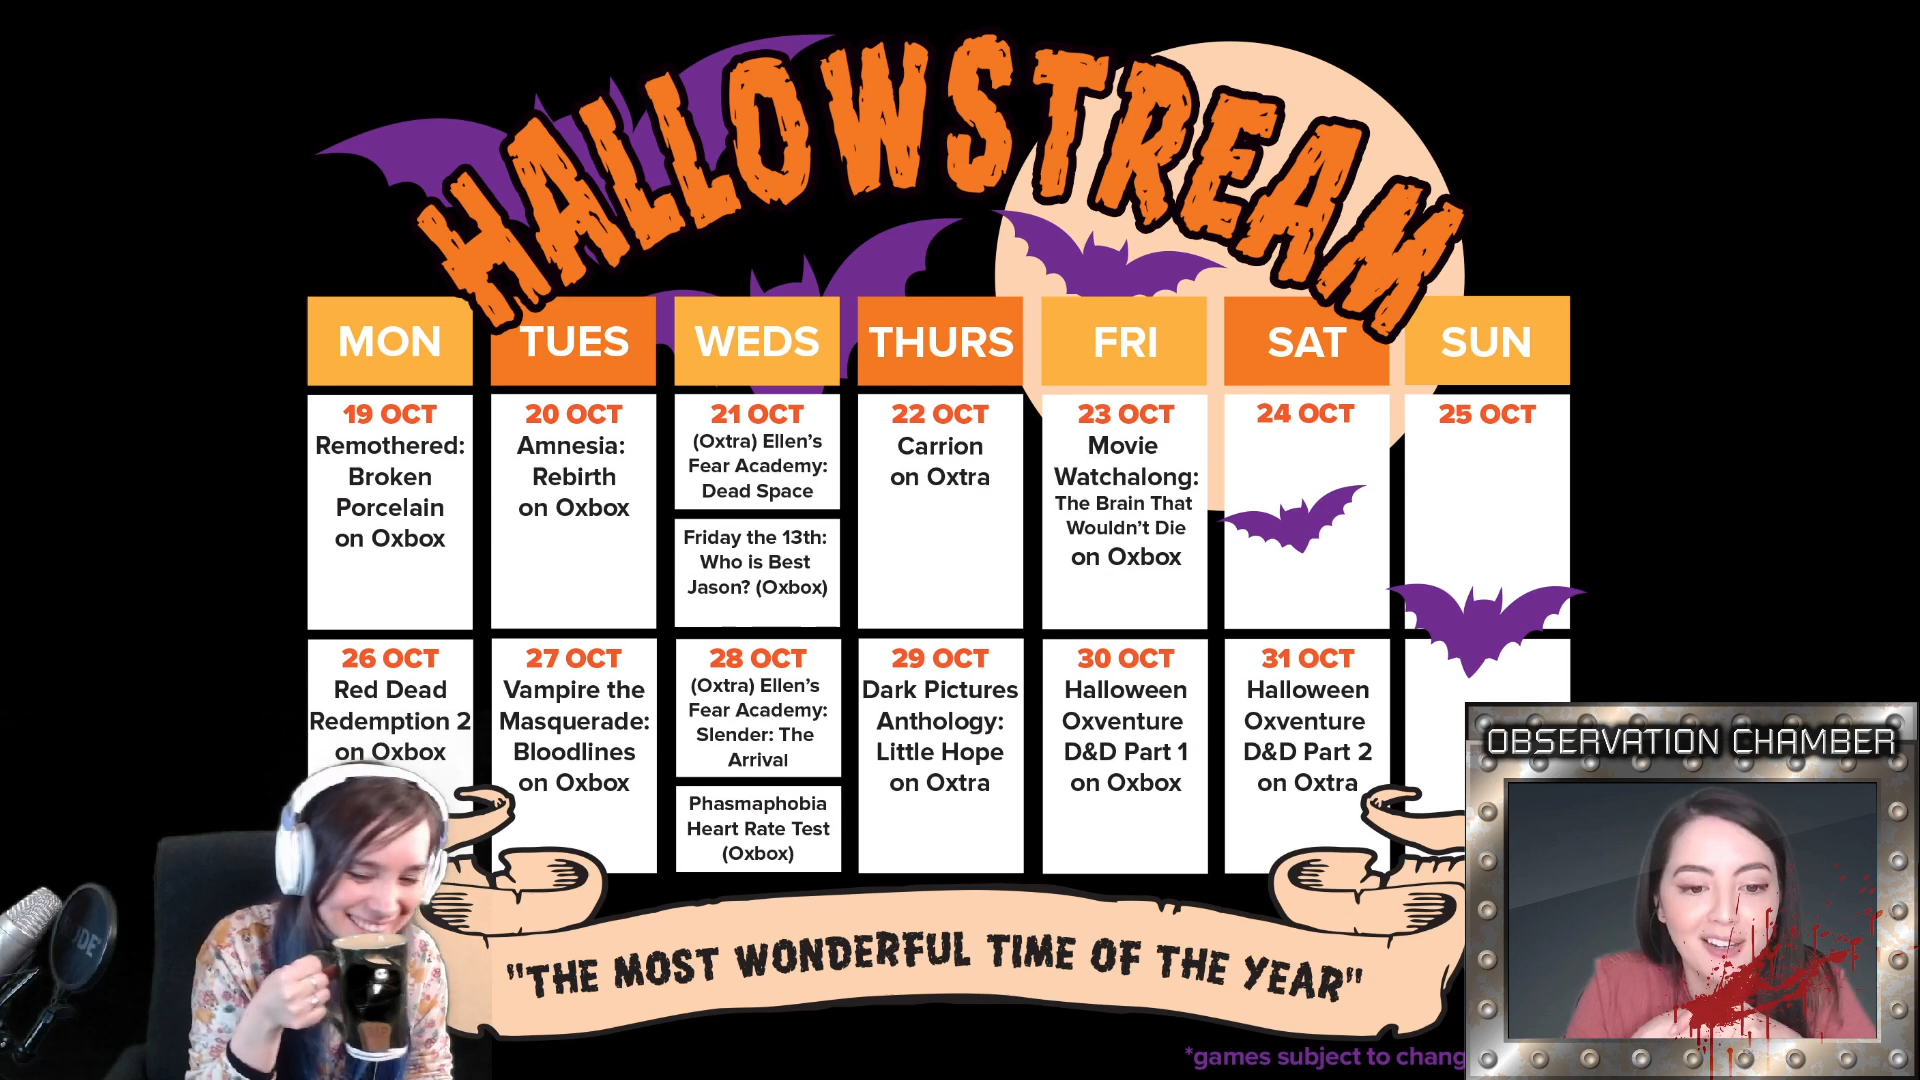 HALLOWSTREAM
MON
TUES
WEDS
THURS
FRI
SAT
SUN
19 OCT
Remothered:
Broken
Porcelain
on Oxbox
20 OCT
Amnesia:
Rebirth
on Oxbox
21 OCT
(Oxtra) Ellen's
Fear Academy:
Dead Space
Friday the 13th:
Who is Best
Jason? (Oxbox)
22 OCT
Carrion
on Oxtra
23 OCT
Movie
Watchalong:
The Brain That
Wouldn't Die
on Oxbox
24 OCT
25 OCT
26 OCT
Red Dead
Redemption 2
on Oxbox
27 OCT
Vampire the
Masquerade:
Bloodlines
on Oxbox
28 OCT
(Oxtra) Ellen's
Fear Academy:
Slender: The
Arrival
Phasmaphobia
Heart Rate Test
(Oxbox)
29 OCT
Dark Pictures
Anthology:
Little Hope
on Oxtra
30 OCT
Halloween
Oxventure
D&D Part 1
on Oxbox
31 OCT
Halloween
Oxventure
D&D Part 2
on Oxtra
OBSERVATION CHAMBER
"THE MOST WONDERFUL TIME OF THE YEAR"
*games subject to chang